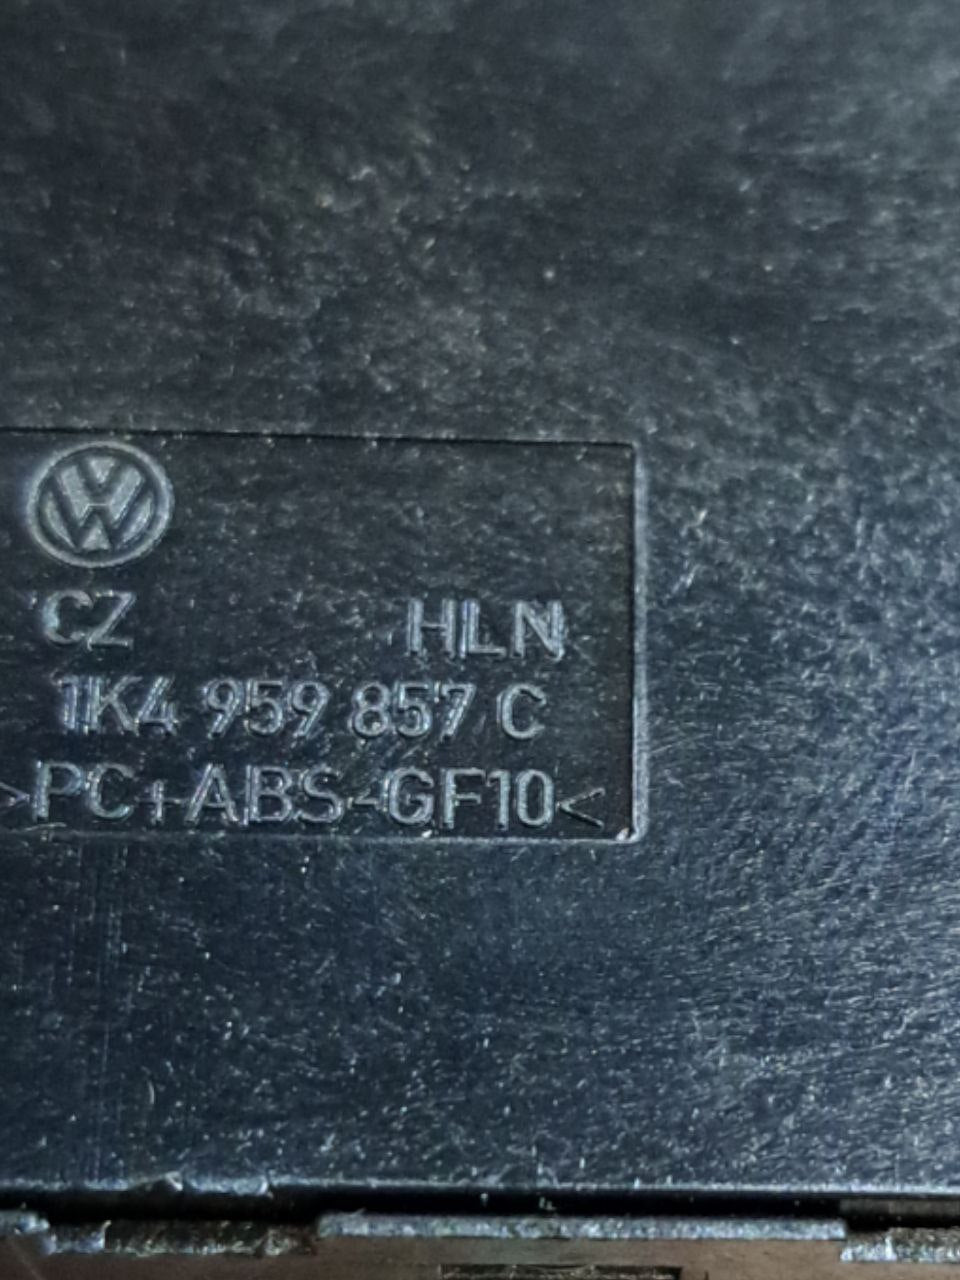 CZ HLN
1K4 959 857 C
>PC+ABS-GF10<